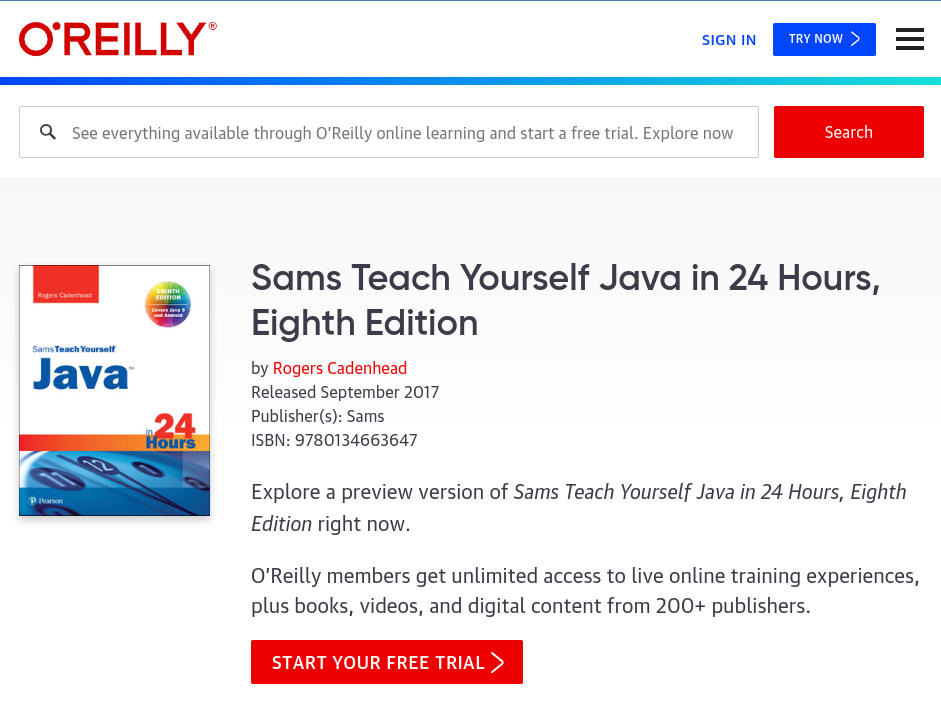 O'REILLY®
SIGN IN
TRY NOW
See everything available through O'Reilly online learning and start a free trial. Explore now
Search
Rogers Cadenhead
EIGHTH
EDITION
Covers Java 9
and Android
Sams Teach Yourself
Java™
in 24
Hours
Pearson
Sams Teach Yourself Java in 24 Hours,
Eighth Edition
by Rogers Cadenhead
Released September 2017
Publisher(s): Sams
ISBN: 9780134663647
Explore a preview version of Sams Teach Yourself Java in 24 Hours, Eighth
Edition right now.
O'Reilly members get unlimited access to live online training experiences,
plus books, videos, and digital content from 200+ publishers.
START YOUR FREE TRIAL